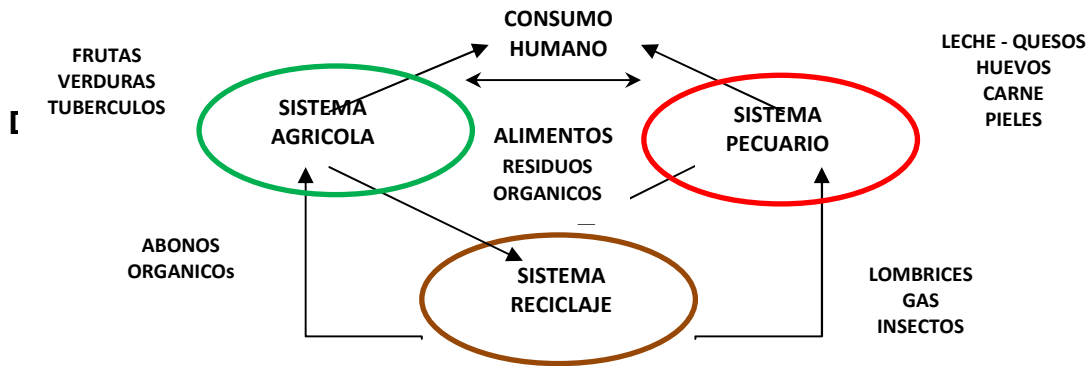 CONSUMO
HUMANO
FRUTAS
VERDURAS
TUBERCULOS
LECHE - QUESOS
HUEVOS
CARNE
PIELES
SISTEMA
AGRICOLA
ALIMENTOS
RESIDUOS
ORGANICOS
SISTEMA
PECUARIO
ABONOS
ORGANICOs
SISTEMA
RECICLAJE
LOMBRICES
GAS
INSECTOS